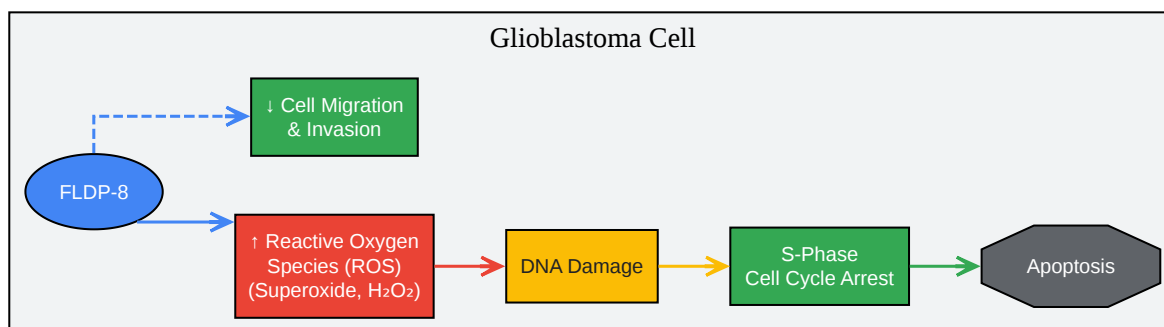 Glioblastoma Cell
↓ Cell Migration
& Invasion
FLDP-8
↑ Reactive Oxygen
Species (ROS)
(Superoxide, H₂O₂)
DNA Damage
S-Phase
Cell Cycle Arrest
Apoptosis